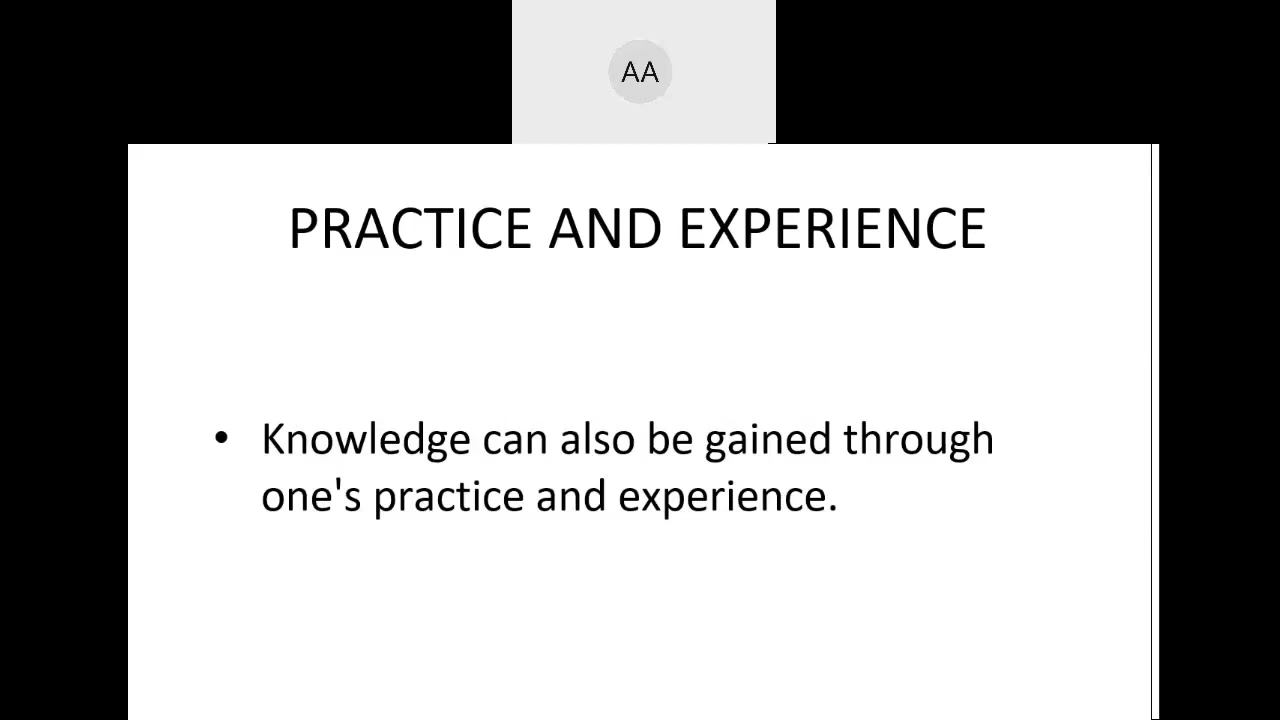 AA
PRACTICE AND EXPERIENCE
• Knowledge can also be gained through
one's practice and experience.